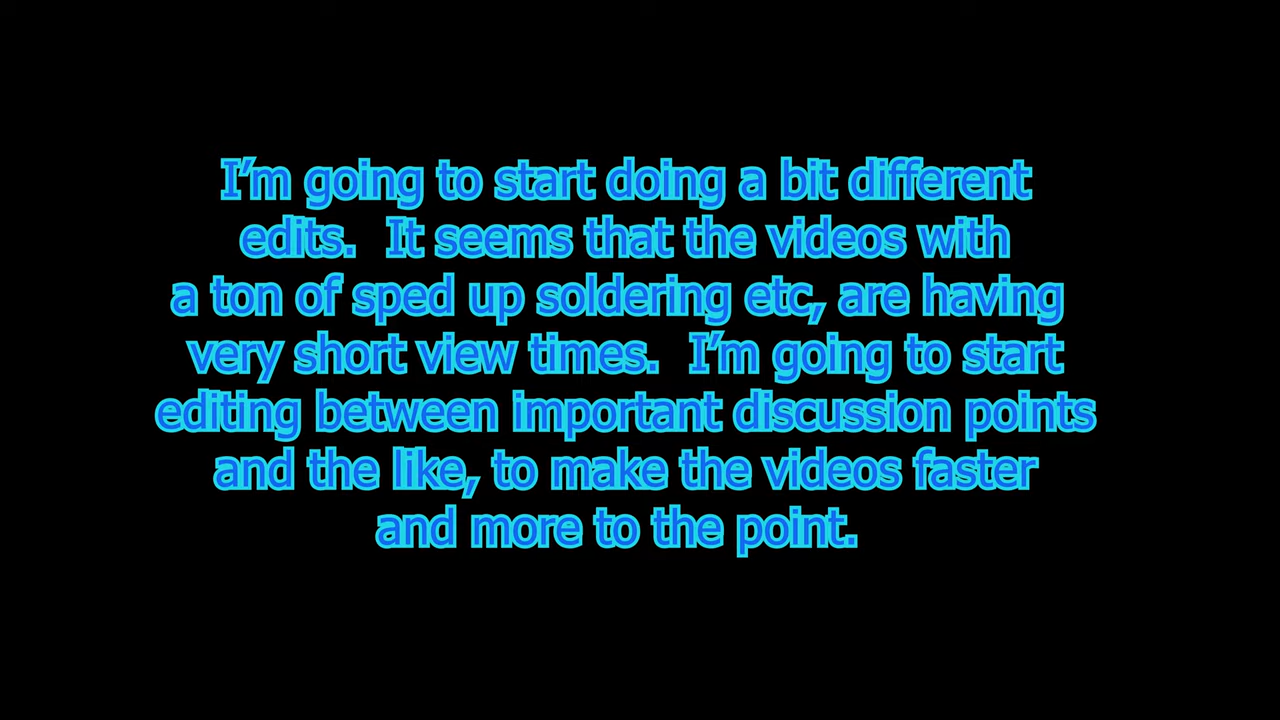 I’m going to start doing a bit different
edits.  It seems that the videos with
a ton of sped up soldering etc, are having
very short view times.  I’m going to start
editing between important discussion points
and the like, to make the videos faster
and more to the point.